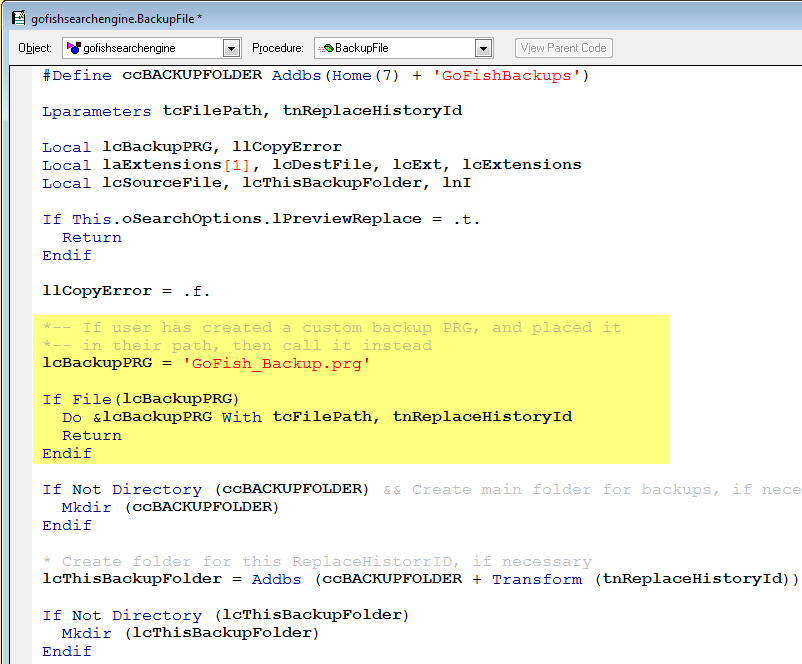 gofishsearchengine.BackupFile *
Object: gofishsearchengine Procedure: BackupFile View Parent Code
#Define ccBACKUPFOLDER Addbs(Home(7) + 'GoFishBackups')
Lparameters tcFilePath, tnReplaceHistoryId
Local lcBackupPRG, llCopyError
Local laExtensions[1], lcDestFile, lcExt, lcExtensions
Local lcSourceFile, lcThisBackupFolder, lnI
If This.oSearchOptions.lPreviewReplace = .t.
Return
Endif
llCopyError = .f.
*-- If user has created a custom backup PRG, and placed it
*-- in their path, then call it instead
lcBackupPRG = 'GoFish_Backup.prg'
If File(lcBackupPRG)
Do &lcBackupPRG With tcFilePath, tnReplaceHistoryId
Return
Endif
If Not Directory (ccBACKUPFOLDER) && Create main folder for backups, if nece
Mkdir (ccBACKUPFOLDER)
Endif
* Create folder for this ReplaceHistorrID, if necessary
lcThisBackupFolder = Addbs (ccBACKUPFOLDER + Transform (tnReplaceHistoryId))
If Not Directory (lcThisBackupFolder)
Mkdir (lcThisBackupFolder)
Endif